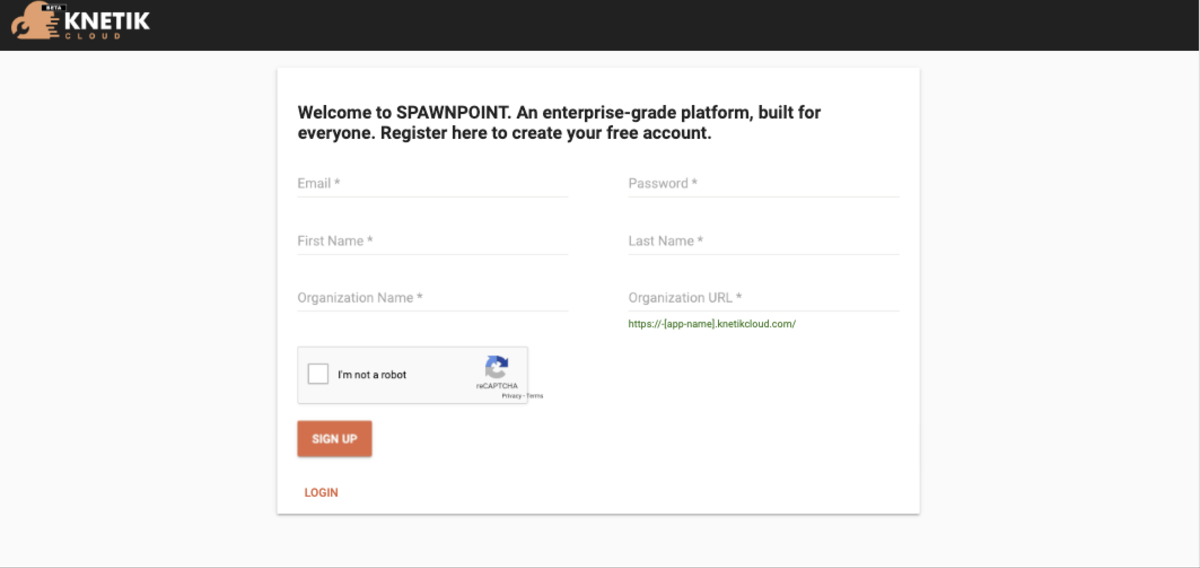 BETA
KNETIK
CLOUD
Welcome to SPAWNPOINT. An enterprise-grade platform, built for
everyone. Register here to create your free account.
Email *
Password *
First Name *
Last Name *
Organization Name *
Organization URL *
https://-[app-name].knetikcloud.com/
I'm not a robot
reCAPTCHA
Privacy - Terms
SIGN UP
LOGIN